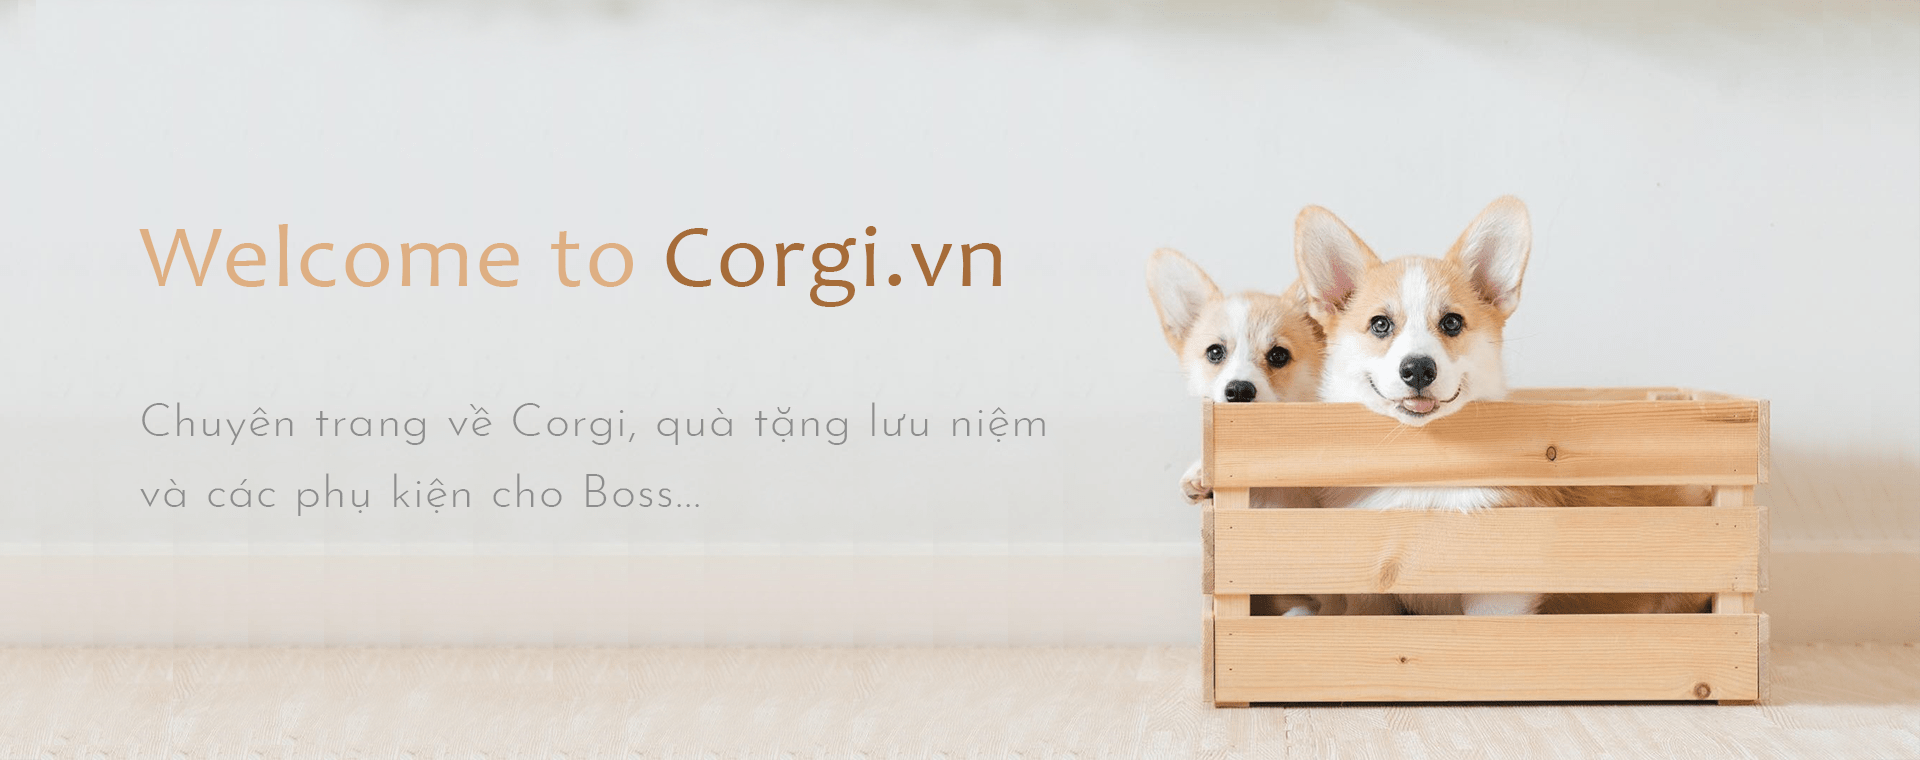 Welcome to Corgi.vn
Chuyên trang về Corgi, quà tặng lưu niệm
và các phụ kiện cho Boss...